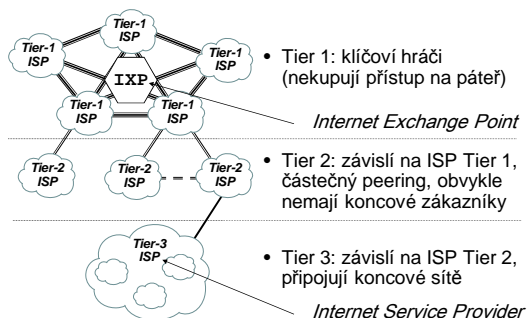 Tier-1
ISP
Tier-1
ISP
Tier-1
ISP
IXP
Tier-1
ISP
Tier-1
ISP
• Tier 1: klíčoví hráči
(nekupují přístup na páteř)
Internet Exchange Point
Tier-2
ISP
Tier-2
ISP
Tier-2
ISP
• Tier 2: závislí na ISP Tier 1,
částečný peering, obvykle
nemají koncové zákazníky
Tier-3
ISP
• Tier 3: závislí na ISP Tier 2,
připojují koncové sítě
Internet Service Provider